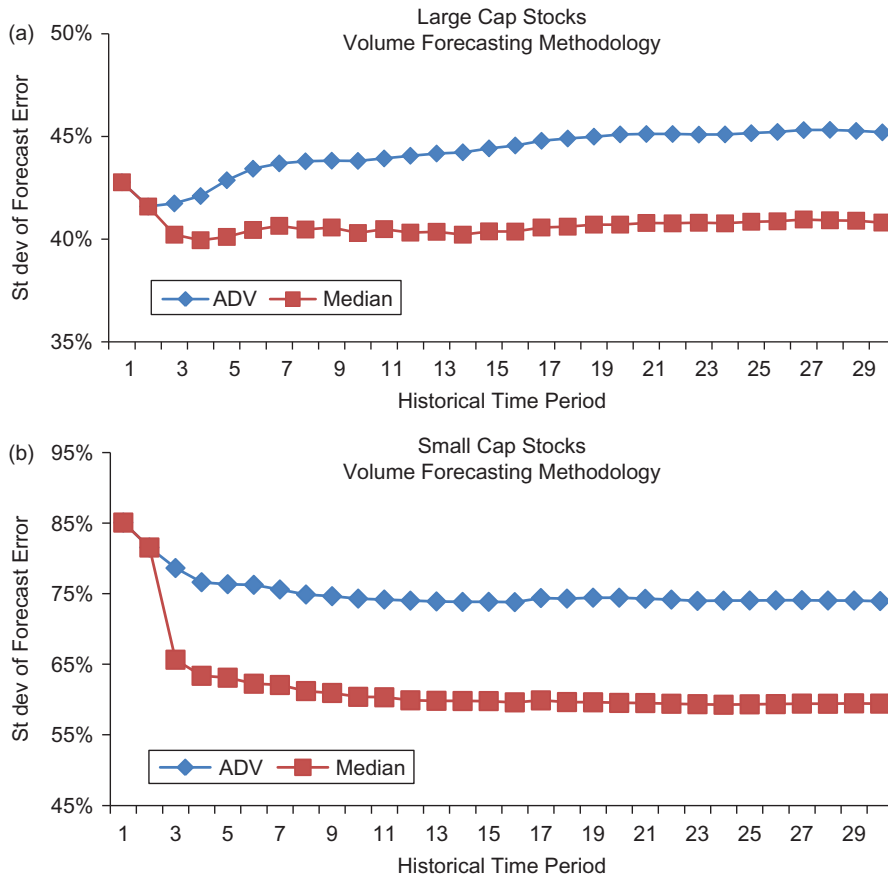 (a)
Large Cap Stocks
Volume Forecasting Methodology
St dev of Forecast Error
50%
45%
40%
35%
ADV Median
1 3 5 7 9 11 13 15 17 19 21 23 25 27 29
Historical Time Period
(b)
Small Cap Stocks
Volume Forecasting Methodology
St dev of Forecast Error
95%
85%
75%
65%
55%
45%
ADV Median
1 3 5 7 9 11 13 15 17 19 21 23 25 27 29
Historical Time Period